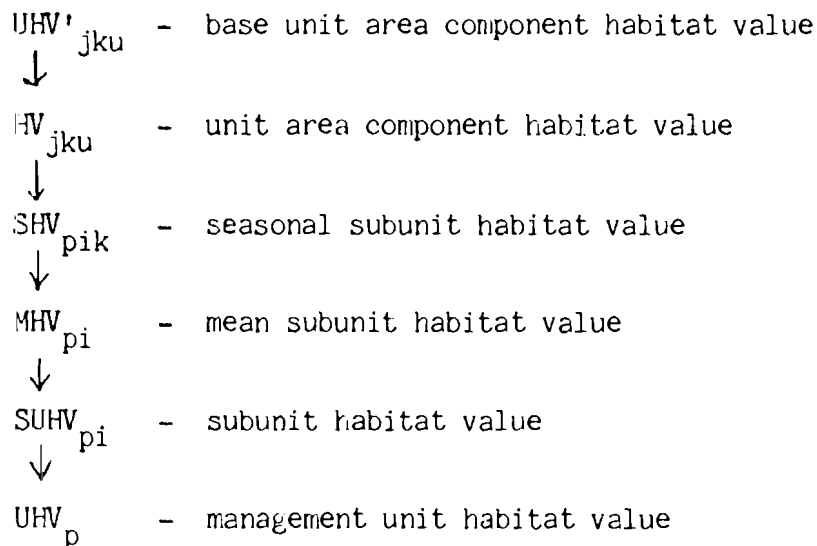 UHV'jku - base unit area component habitat value
↓
HVjku - unit area component habitat value
↓
SHVpik - seasonal subunit habitat value
↓
MHVpi - mean subunit habitat value
↓
SUHVpi - subunit habitat value
↓
UHVp - management unit habitat value